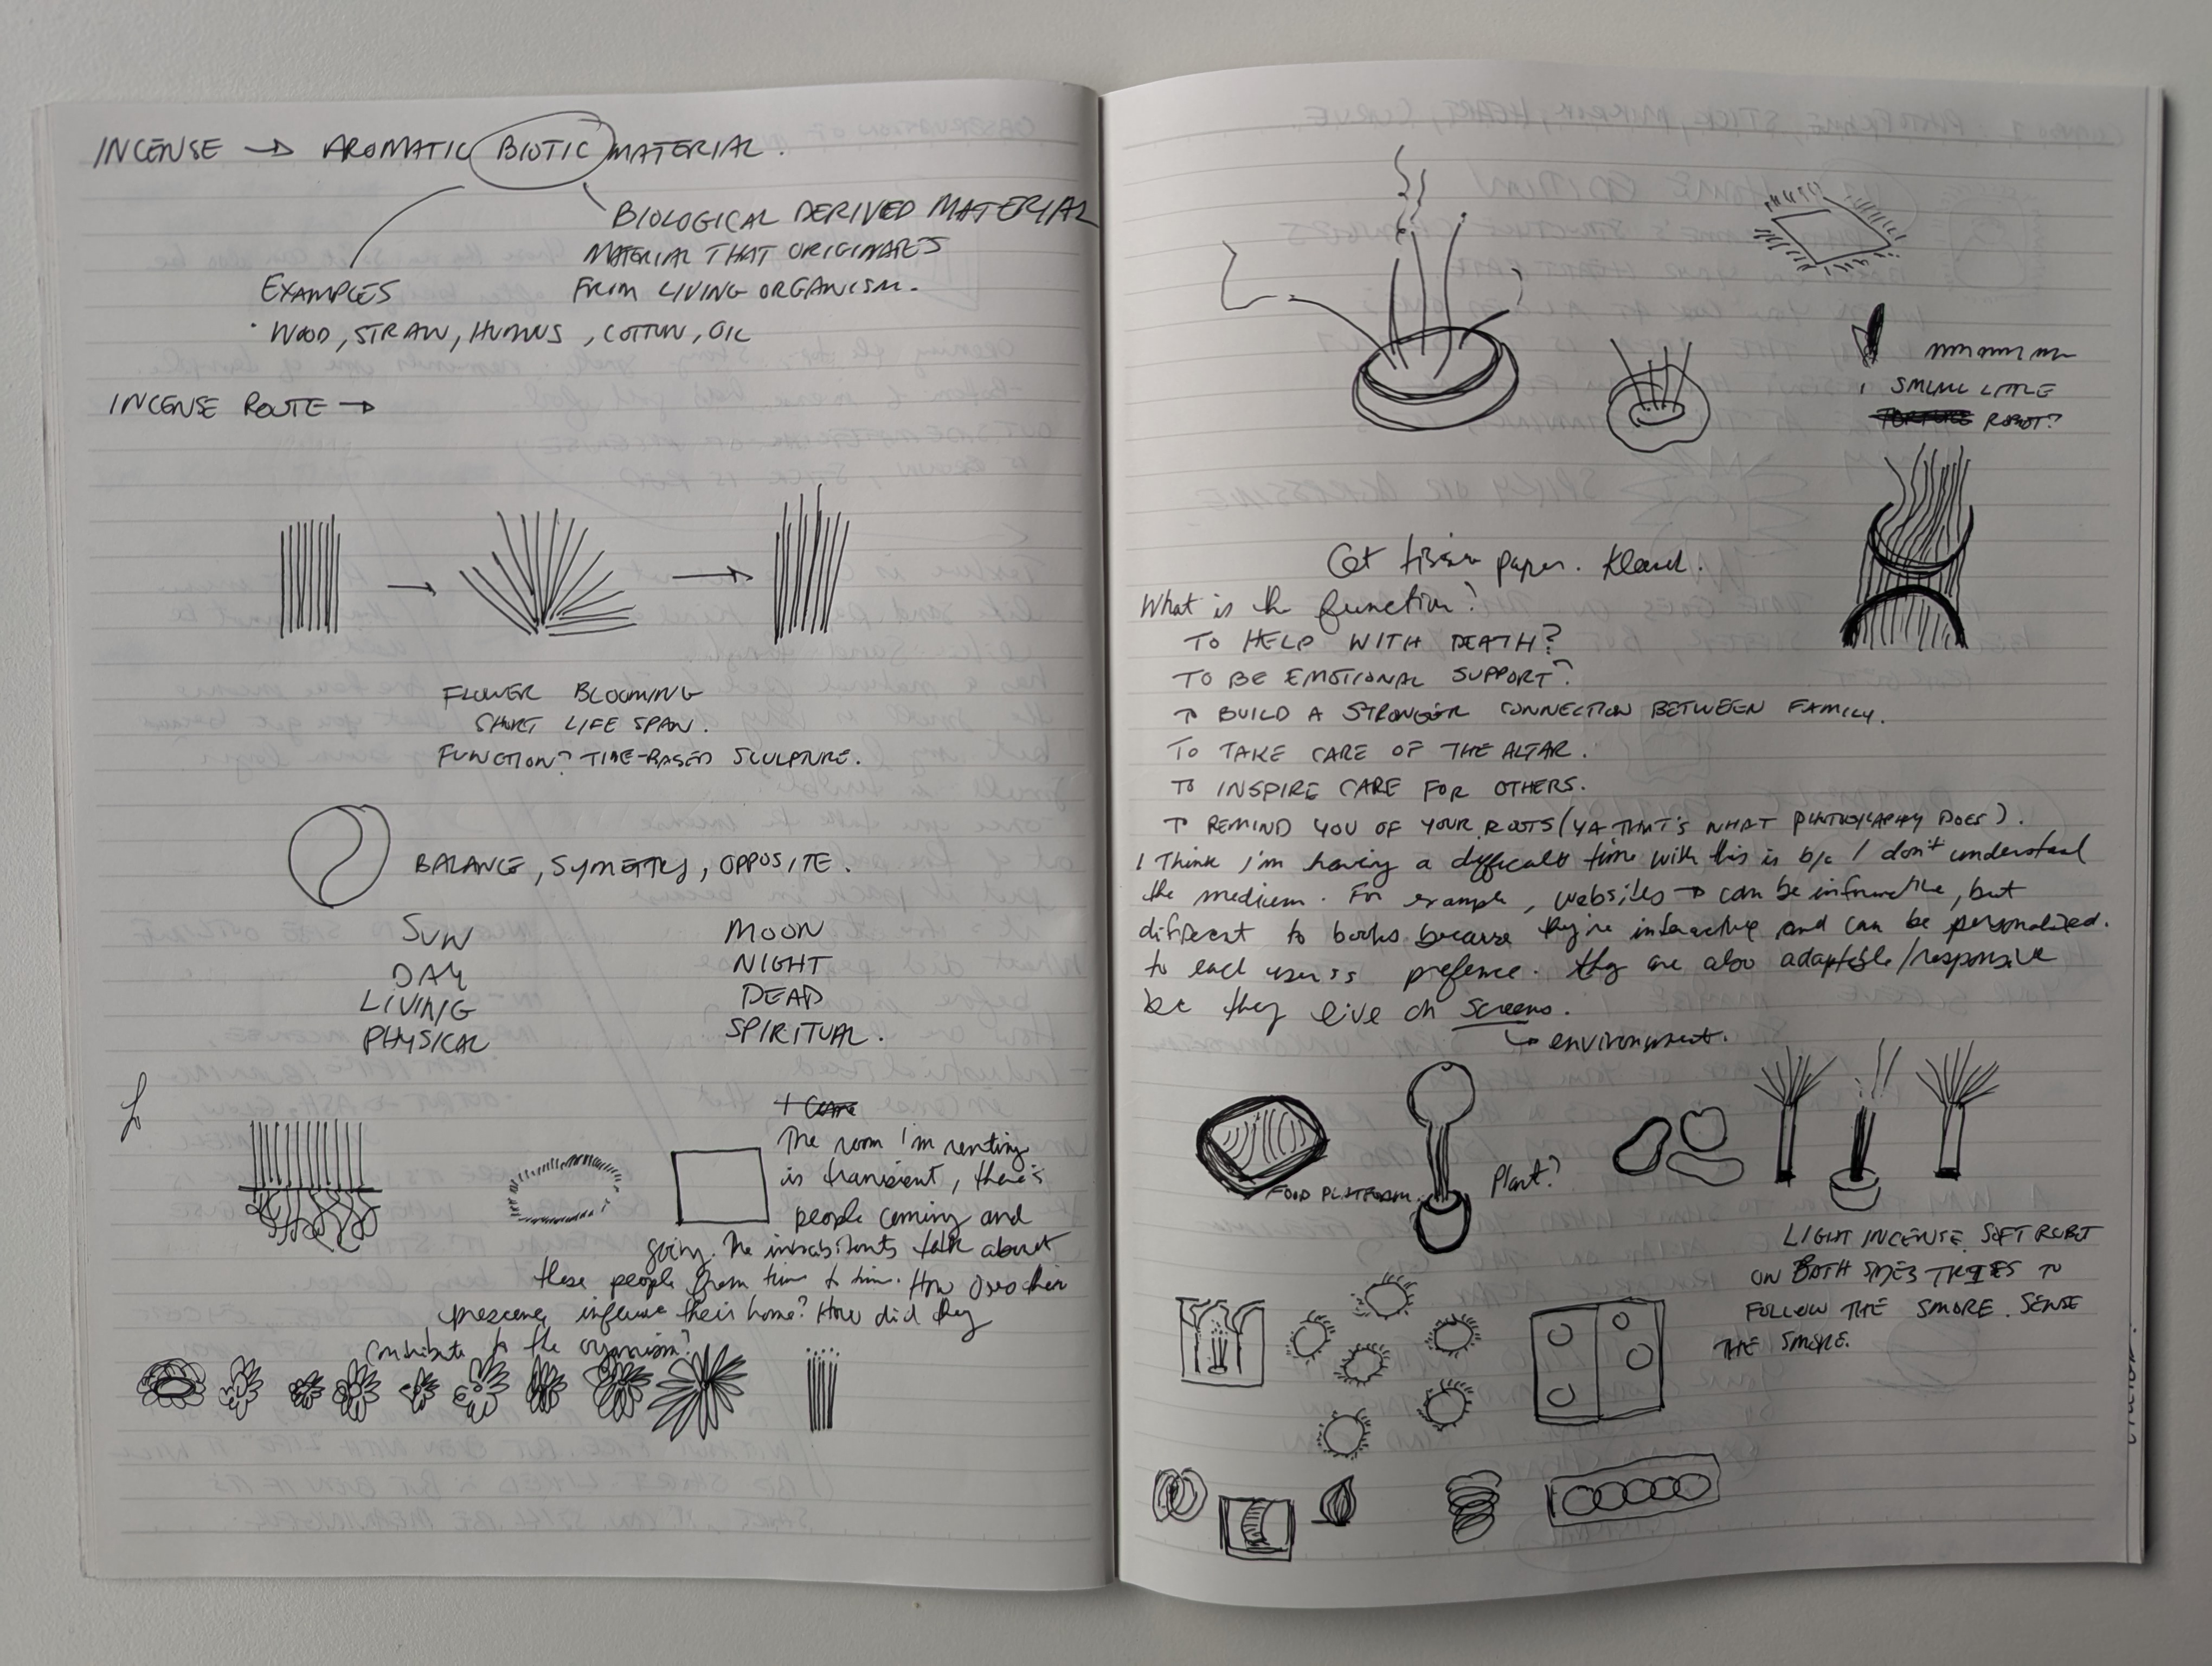 INCENSE → AROMATIC BIOTIC MATERIAL.
BIOLOGICAL DERIVED MATERIAL
MATERIAL THAT ORIGINATES
FROM LIVING ORGANISM.
EXAMPLES
· WOOD, STRAW, HUMUS, COTTON, OIL
INCENSE ROUTE →
FLOWER BLOOMING
SHORT LIFE SPAN.
FUNCTION? TIME-BASED SCULPTURE.
BALANCE, SYMETRY, OPPOSITE.
SUN MOON
DAY NIGHT
LIVING DEAD
PHYSICAL SPIRITUAL.
The room I'm renting
is transient, there's
people coming and
going. The inhabitants talk about
these people from time to time. How does their
presence influence their home? How did they
contribute to the organism?
LITTLE
ROBOT?
Get tissue paper.
What is the function?
TO HELP WITH DEATH?
TO BE EMOTIONAL SUPPORT?
TO BUILD A STRONGER CONNECTION BETWEEN FAMILY.
TO TAKE CARE OF THE ALTAR.
TO INSPIRE CARE FOR OTHERS.
TO REMIND YOU OF YOUR ROOTS (YA THAT'S WHAT PHOTOGRAPHY DOES).
I think I'm having a difficult time with this is b/c I don't understand
the medium. For example, websites → can be informative, but
different to books because they're interactive and can be personalized.
to each users preference. they are also adaptable/responsive
bc they live on screens.
↳ environment.
FOOD PLATFORM.
Plant?
LIGHT INCENSE. SOFT ROBOT
ON BOTH SIDES TRIES TO
FOLLOW THE SMOKE. SENSE
THE SMOKE.